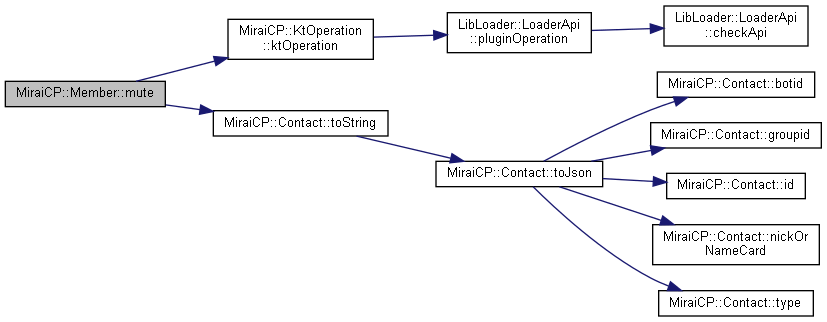 MiraiCP::Member::mute
MiraiCP::KtOperation
::ktOperation
LibLoader::LoaderApi
::pluginOperation
LibLoader::LoaderApi
::checkApi
MiraiCP::Contact::toString
MiraiCP::Contact::toJson
MiraiCP::Contact::botid
MiraiCP::Contact::groupid
MiraiCP::Contact::id
MiraiCP::Contact::nickOr
NameCard
MiraiCP::Contact::type